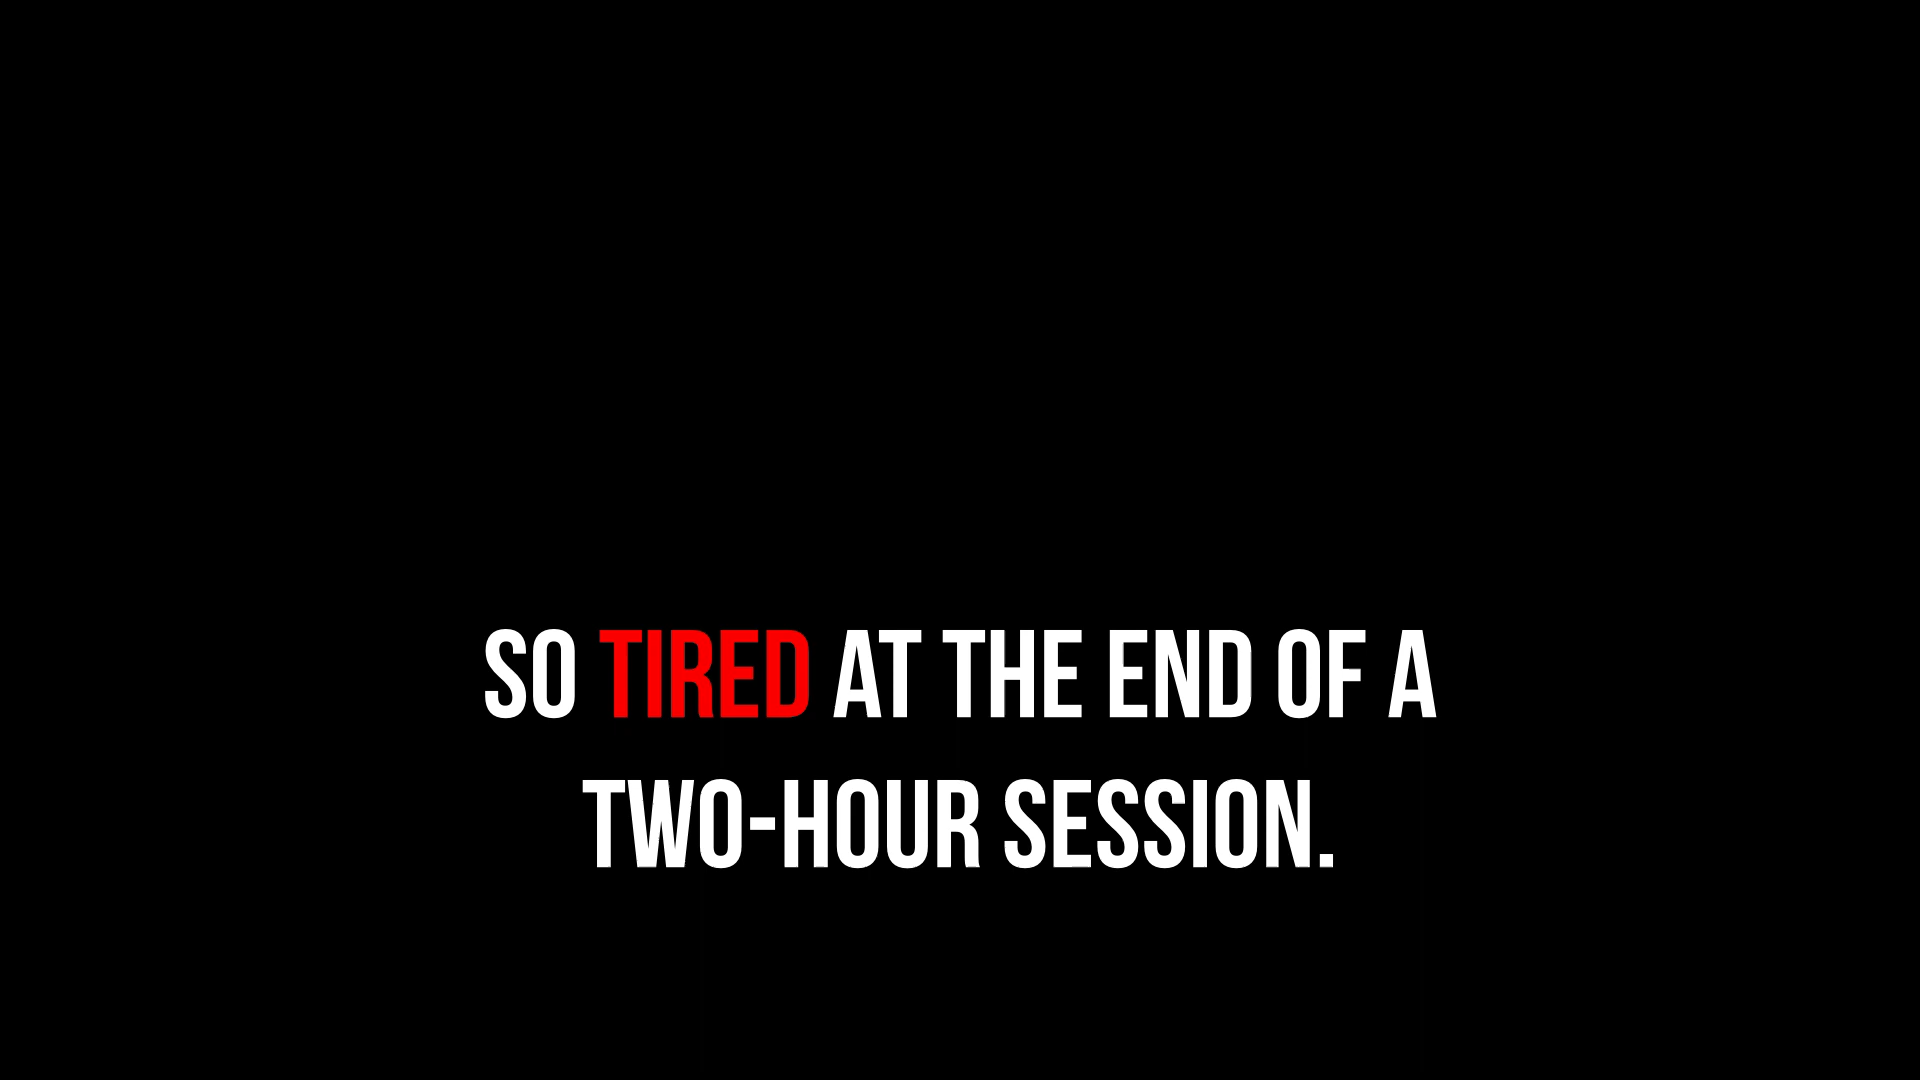 SO TIRED AT THE END OF A
TWO-HOUR SESSION.